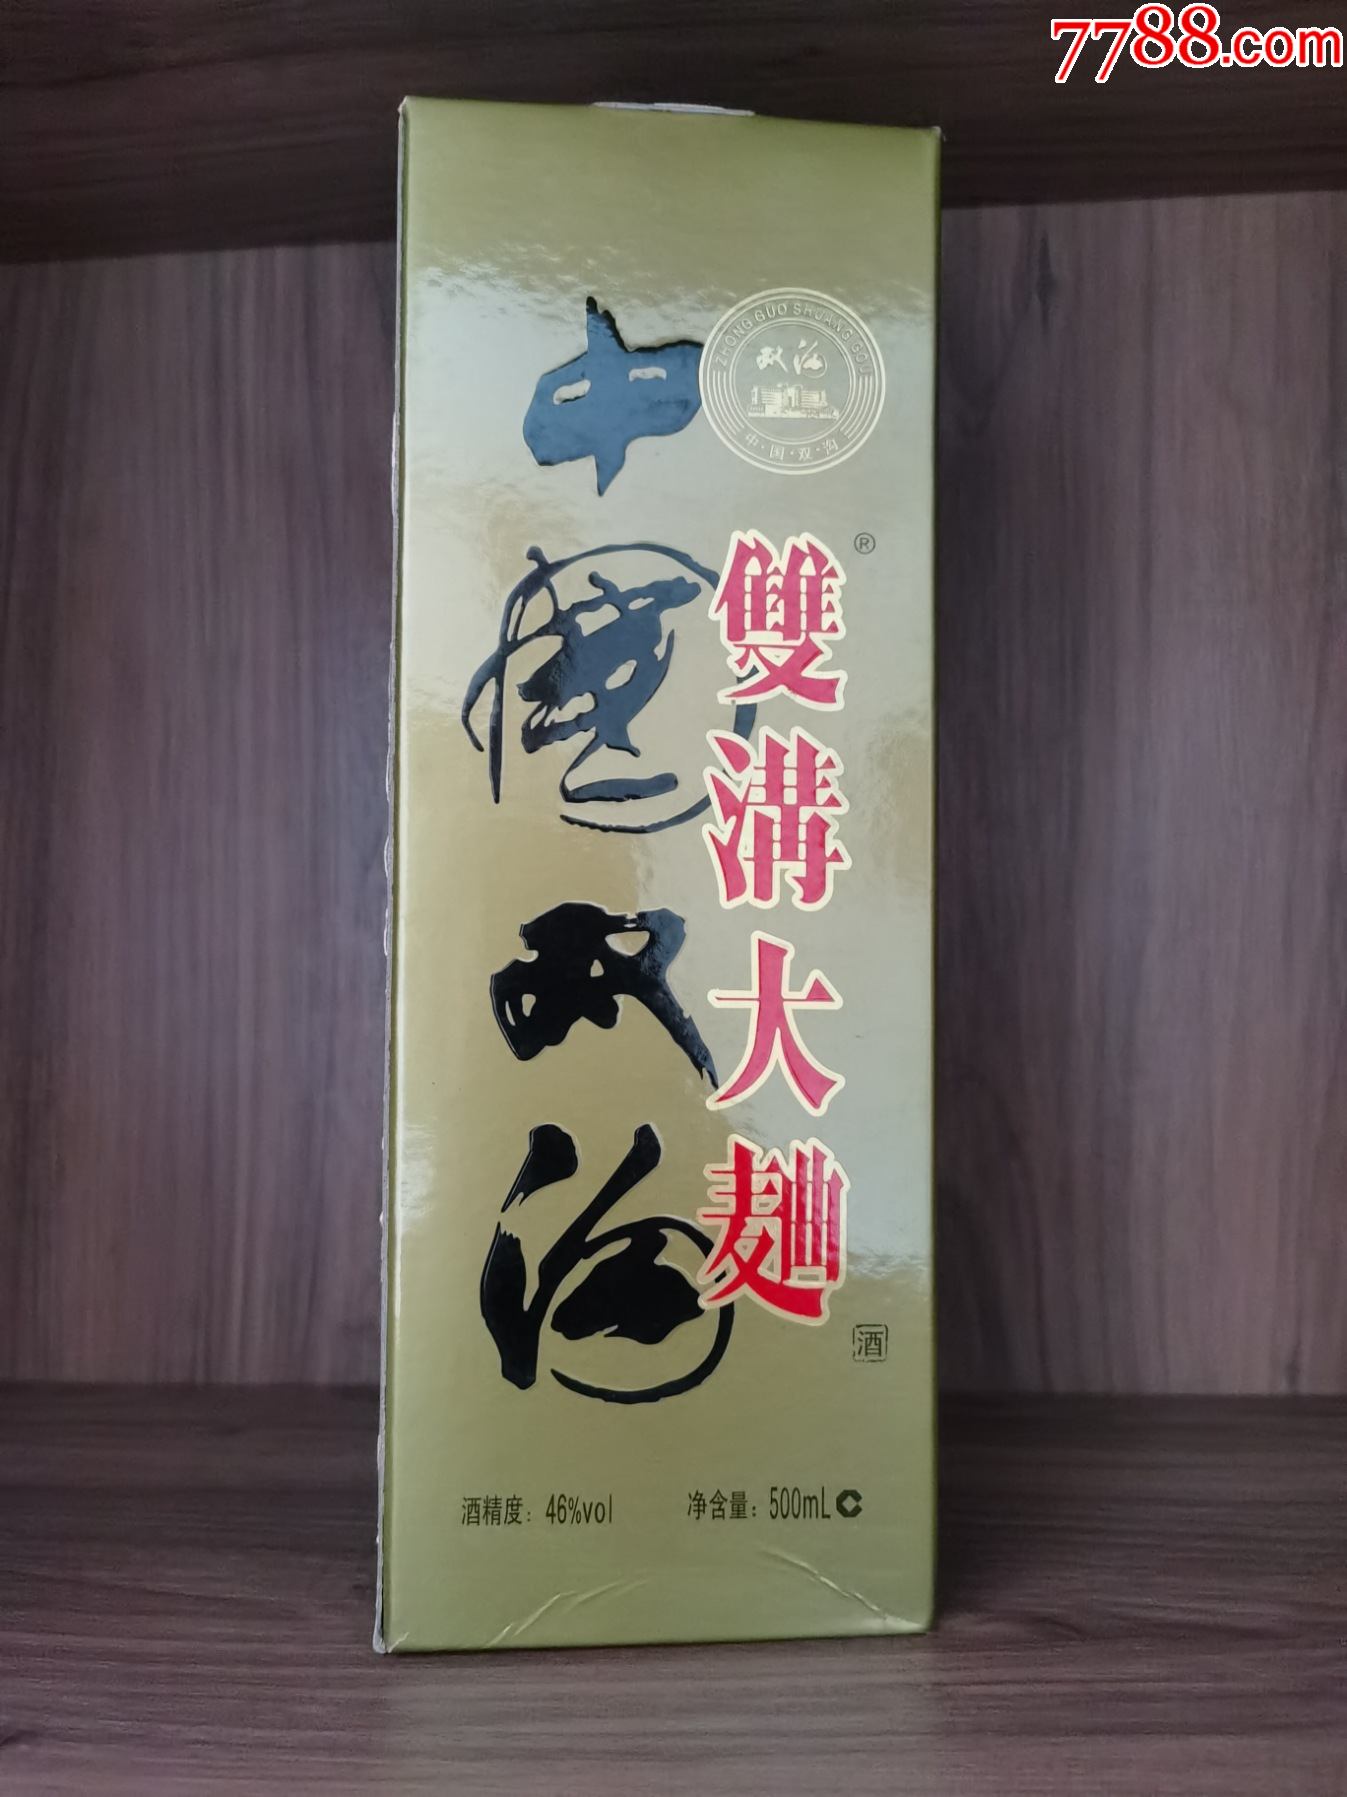 7788.com
中國双沟
ZHONG GUO SHUANG GOU
双沟
中·国·双·沟
雙溝大麯®
酒
酒精度：46%vol
净含量：500mL C